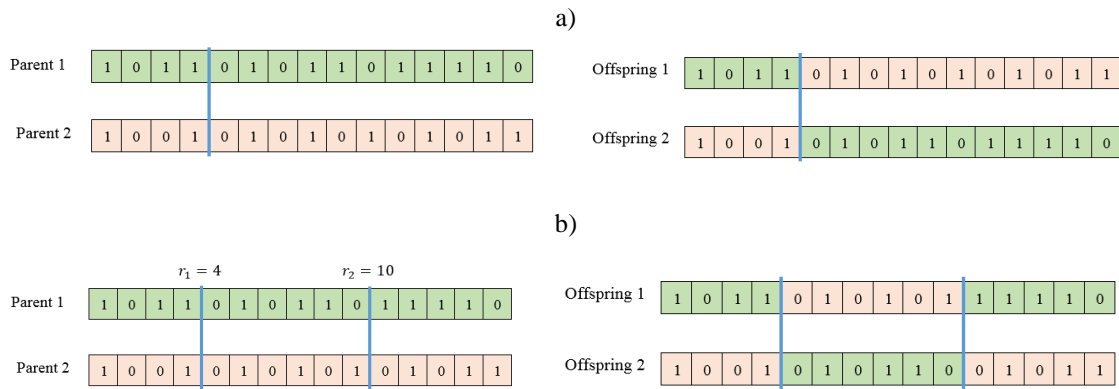 a)
Parent 1 1 0 1 1 0 1 0 1 1 0 1 1 1 1 0
Parent 2 1 0 0 1 0 1 0 1 0 1 0 1 0 1 1
Offspring 1 1 0 1 1 0 1 0 1 0 1 0 1 0 1 1
Offspring 2 1 0 0 1 0 1 0 1 1 0 1 1 1 1 0
b)
r₁ = 4 r₂ = 10
Parent 1 1 0 1 1 0 1 0 1 1 0 1 1 1 1 0
Parent 2 1 0 0 1 0 1 0 1 0 1 0 1 0 1 1
Offspring 1 1 0 1 1 0 1 0 1 0 1 1 1 1 1 0
Offspring 2 1 0 0 1 0 1 0 1 1 0 0 1 0 1 1